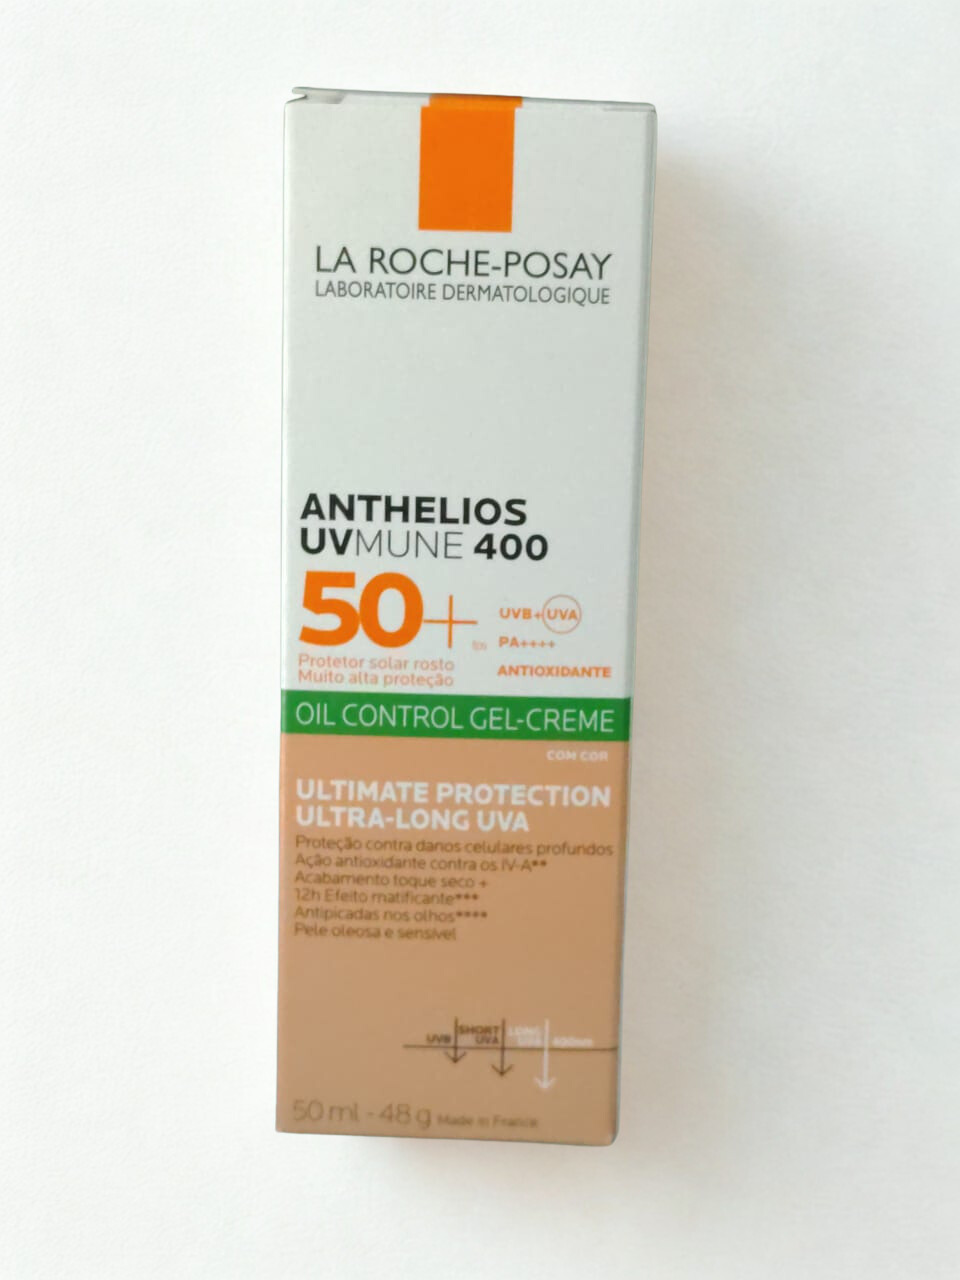 LA ROCHE-POSAY
LABORATOIRE DERMATOLOGIQUE
ANTHELIOS
UVMUNE 400
50+
UVB+UVA
PA++++
ANTIOXIDANTE
Protetor solar rosto
Muito alta proteção
OIL CONTROL GEL-CREME
COM COR
ULTIMATE PROTECTION
ULTRA-LONG UVA
Proteção contra danos celulares profundos
Ação antioxidante contra os IV-A**
Acabamento toque seco +
12h Efeito matificante***
Antipicadas nos olhos****
Pele oleosa e sensível
UVB
SHORT
UVA
LONG
UVA
400nm
50 ml - 48 g Made in France